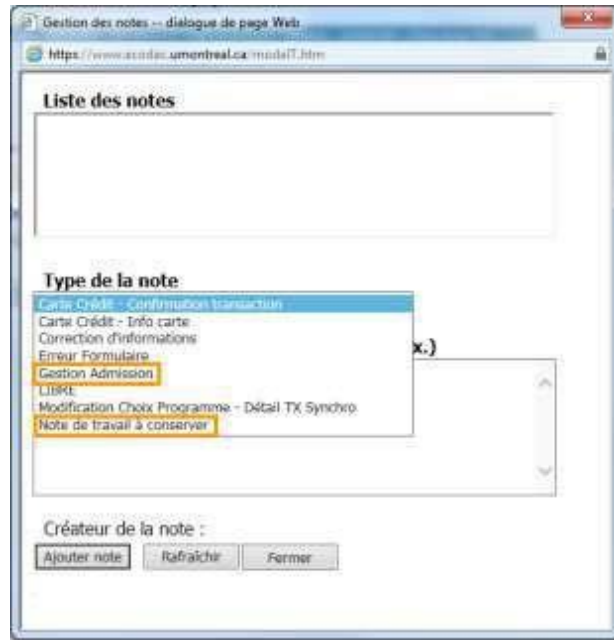 Gestion des notes -- dialogue de page Web
https://www.acodac.umontreal.ca/modalT.htm
Liste des notes
Type de la note
Carte Crédit - Confirmation transaction
Carte Crédit - Info carte
Correction d'informations
x.)
Erreur Formulaire
Gestion Admission
LIBRE
Modification Choix Programme - Détail TX Synchro
Note de travail à conserver
Créateur de la note :
Ajouter note Rafraîchir Fermer